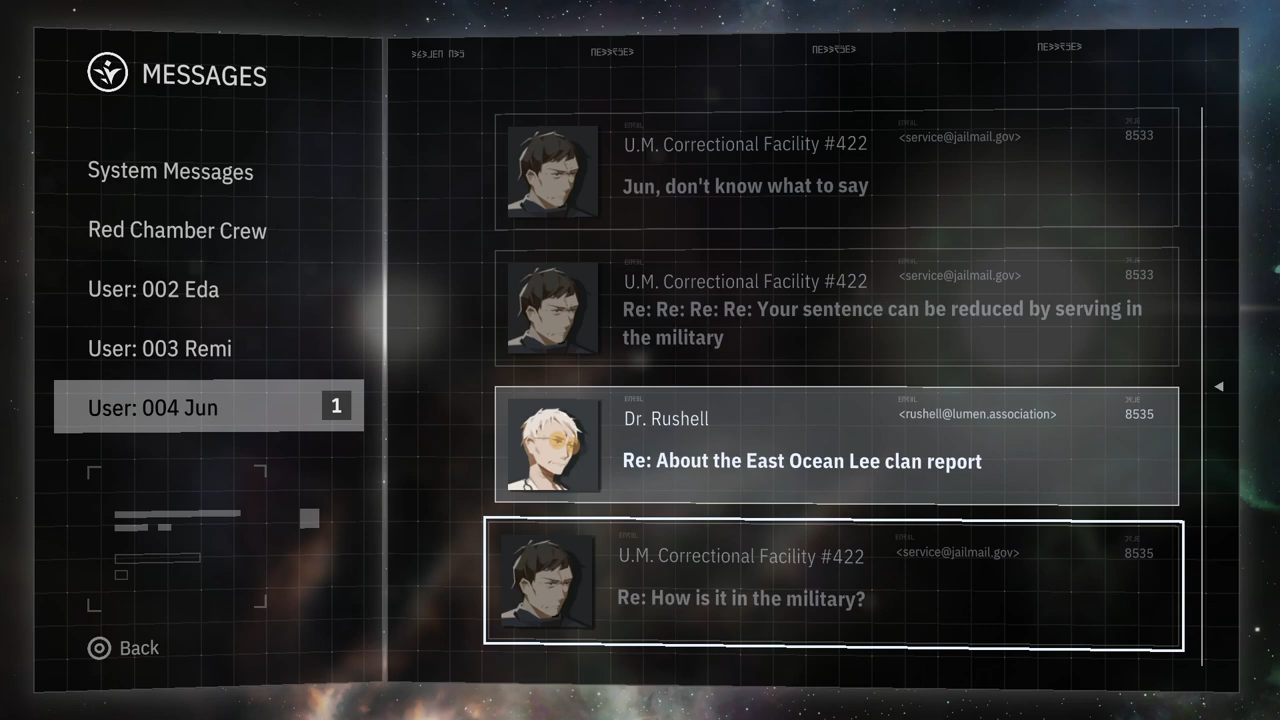 MESSAGES
System Messages
Red Chamber Crew
User: 002 Eda
User: 003 Remi
User: 004 Jun 1
Back
U.M. Correctional Facility #422 <service@jailmail.gov> 8533
Jun, don't know what to say
U.M. Correctional Facility #422 <service@jailmail.gov> 8533
Re: Re: Re: Re: Your sentence can be reduced by serving in
the military
Dr. Rushell <rushell@lumen.association> 8535
Re: About the East Ocean Lee clan report
U.M. Correctional Facility #422 <service@jailmail.gov> 8535
Re: How is it in the military?